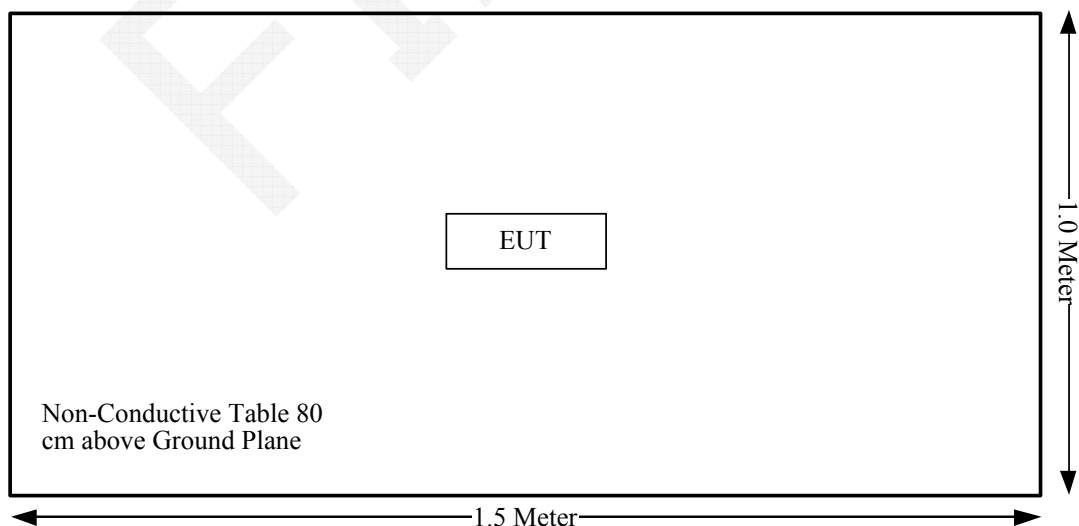 EUT
1.0 Meter
Non-Conductive Table 80
cm above Ground Plane
1.5 Meter